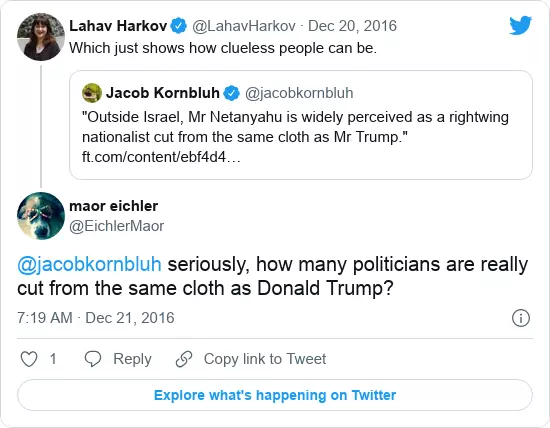 Lahav Harkov @LahavHarkov · Dec 20, 2016
Which just shows how clueless people can be.
Jacob Kornbluh @jacobkornbluh
"Outside Israel, Mr Netanyahu is widely perceived as a rightwing
nationalist cut from the same cloth as Mr Trump."
ft.com/content/ebf4d4…
maor eichler
@EichlerMaor
@jacobkornbluh seriously, how many politicians are really
cut from the same cloth as Donald Trump?
7:19 AM · Dec 21, 2016
1 Reply Copy link to Tweet
Explore what's happening on Twitter